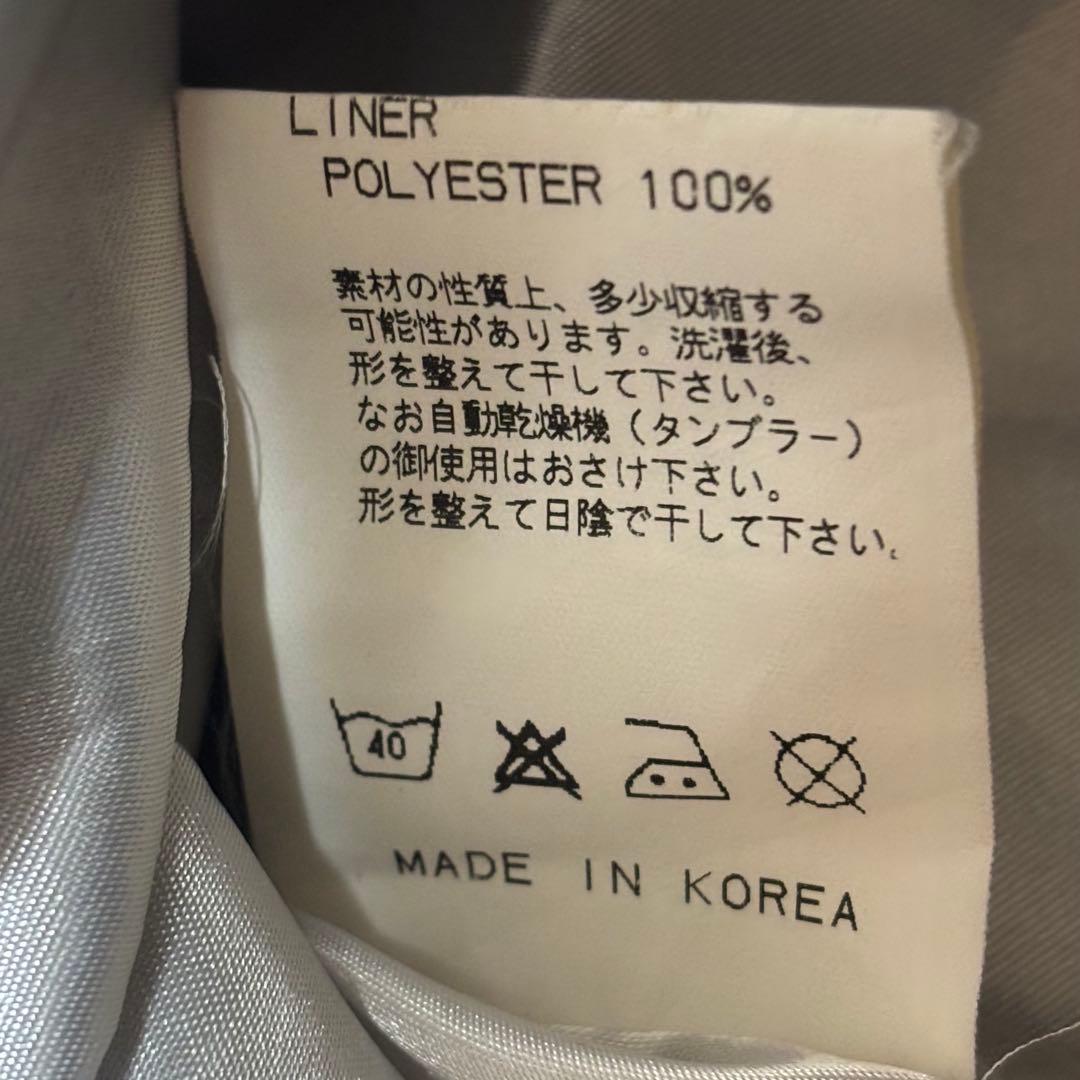 LINER
POLYESTER 100%
素材の性質上、多少収縮する
可能性があります。洗濯後、
形を整えて干して下さい。
なお自動乾燥機(タンブラー)
の御使用はおさけ下さい。
形を整えて日陰で干して下さい。
40
MADE IN KOREA